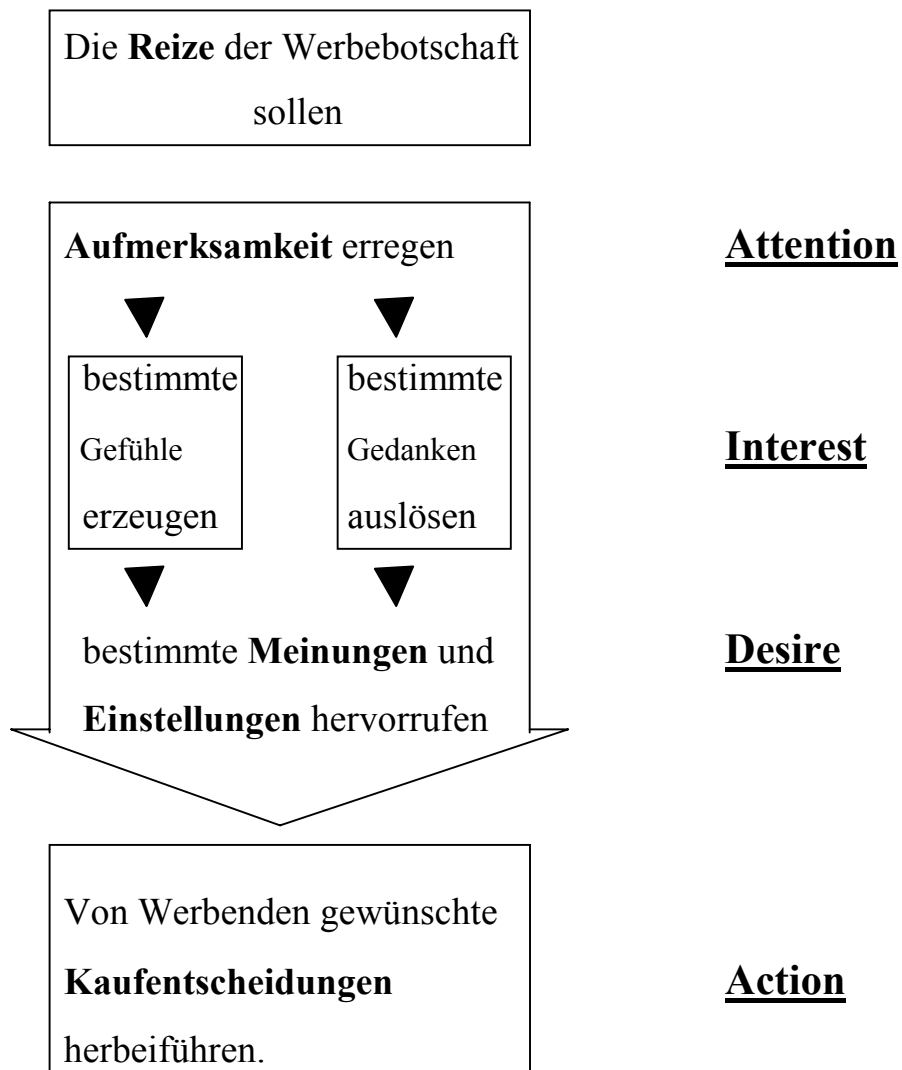 Die Reize der Werbebotschaft
sollen
Aufmerksamkeit erregen
Attention
bestimmte
Gefühle
erzeugen
bestimmte
Gedanken
auslösen
Interest
bestimmte Meinungen und
Einstellungen hervorrufen
Desire
Von Werbenden gewünschte
Kaufentscheidungen
herbeiführen.
Action